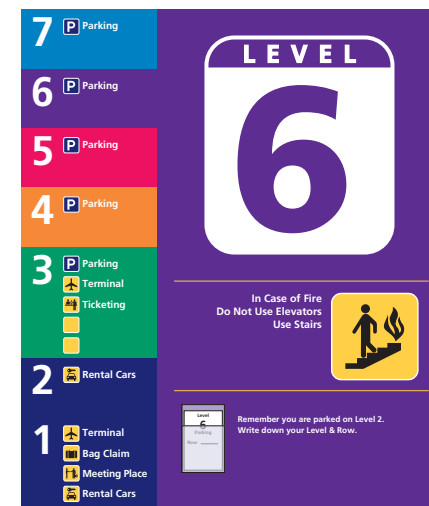 7 P Parking
6 P Parking
5 P Parking
4 P Parking
3 P Parking
Terminal
Ticketing
2 Rental Cars
1 Terminal
Bag Claim
Meeting Place
Rental Cars
LEVEL
6
In Case of Fire
Do Not Use Elevators
Use Stairs
Level
6
Parking
Row
Remember you are parked on Level 2.
Write down your Level & Row.